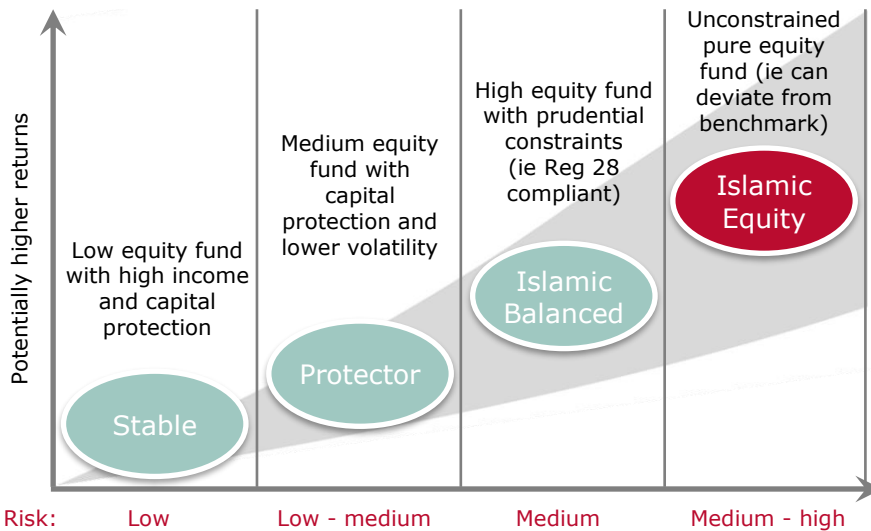 Potentially higher returns
Low equity fund
with high income
and capital
protection
Stable
Medium equity
fund with
capital
protection and
lower volatility
Protector
High equity fund
with prudential
constraints
(ie Reg 28
compliant)
Islamic
Balanced
Unconstrained
pure equity
fund (ie can
deviate from
benchmark)
Islamic
Equity
Risk: Low Low - medium Medium Medium - high